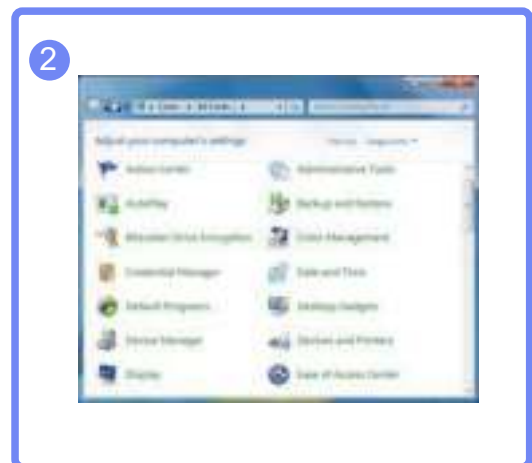 2
Adjust your computer's settings
Action Center
Administrative Tools
AutoPlay
Backup and Restore
BitLocker Drive Encryption
Color Management
Credential Manager
Date and Time
Default Programs
Desktop Gadgets
Device Manager
Devices and Printers
Display
Ease of Access Center